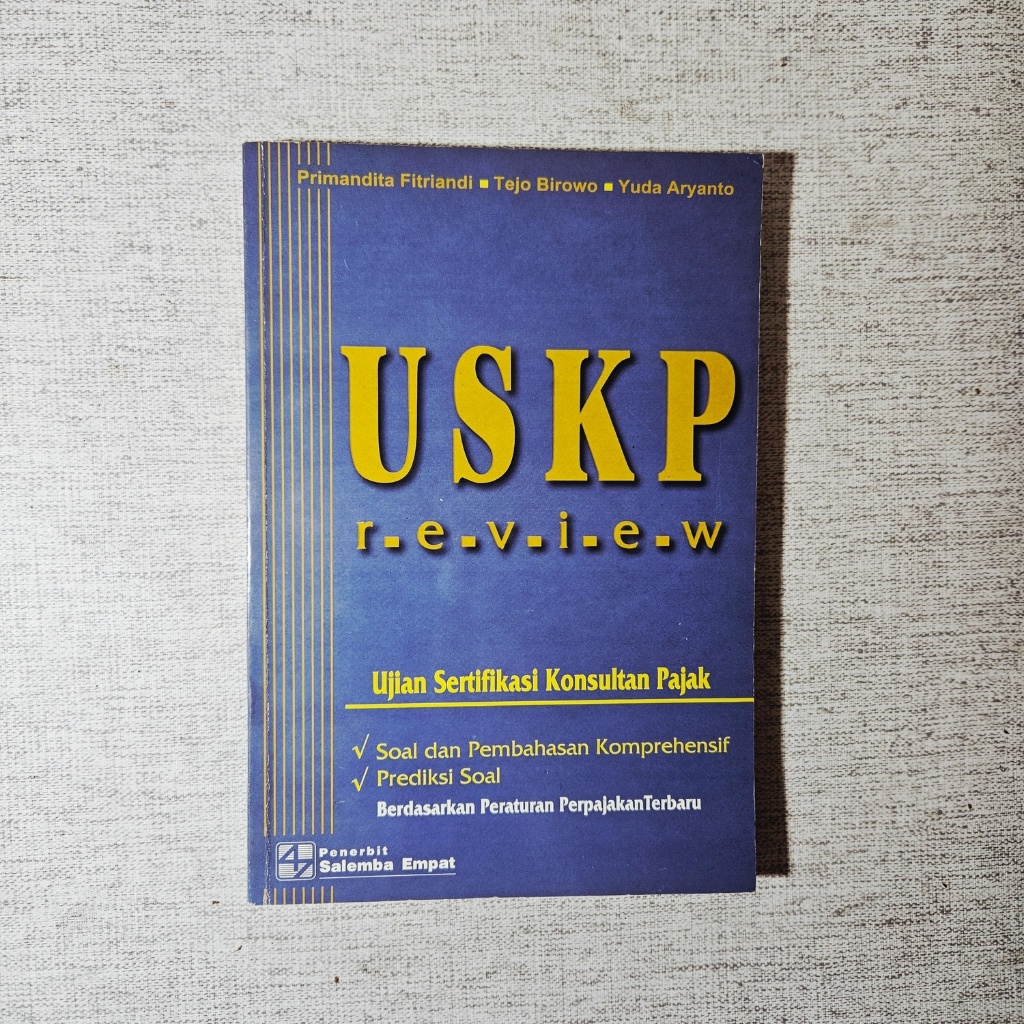 Primandita Fitriandi ▪ Tejo Birowo ▪ Yuda Aryanto
USKP
r.e.v.i.e.w
Ujian Sertifikasi Konsultan Pajak
√ Soal dan Pembahasan Komprehensif
√ Prediksi Soal
Berdasarkan Peraturan PerpajakanTerbaru
Penerbit
Salemba Empat